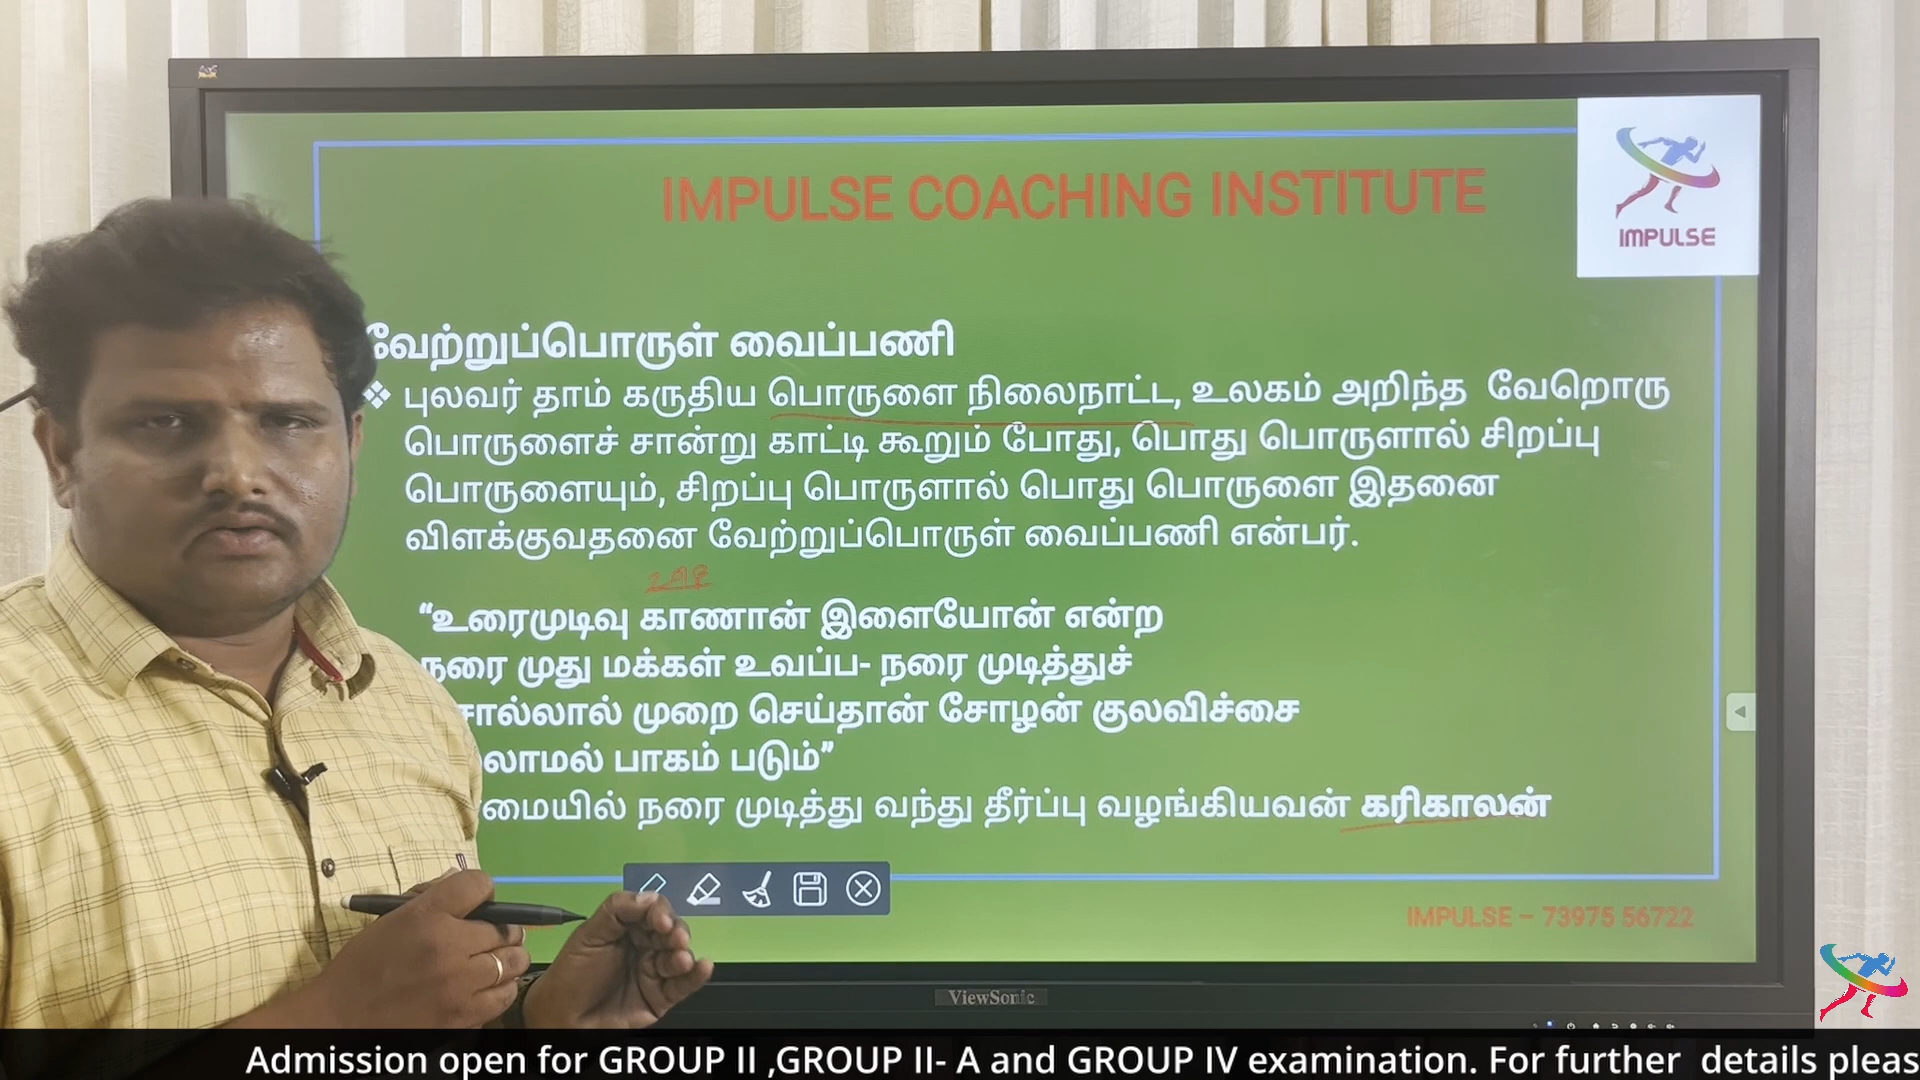 IMPULSE COACHING INSTITUTE
IMPULSE
வேற்றுப்பொருள் வைப்பணி
❖ புலவர் தாம் கருதிய பொருளை நிலைநாட்ட, உலகம் அறிந்த வேறொரு
பொருளைச் சான்று காட்டி கூறும் போது, பொது பொருளால் சிறப்பு
பொருளையும், சிறப்பு பொருளால் பொது பொருளை இதனை
விளக்குவதனை வேற்றுப்பொருள் வைப்பணி என்பர்.
“உரைமுடிவு காணான் இளையோன் என்ற
நரை முது மக்கள் உவப்ப- நரை முடித்துச்
முறை செய்தான் சோழன் குலவிச்சை
பாகம் படும்”
நரை முடித்து வந்து தீர்ப்பு வழங்கியவன் கரிகாலன்
IMPULSE – 73975 56722
ViewSonic
Admission open for GROUP II ,GROUP II- A and GROUP IV examination. For further details pleas